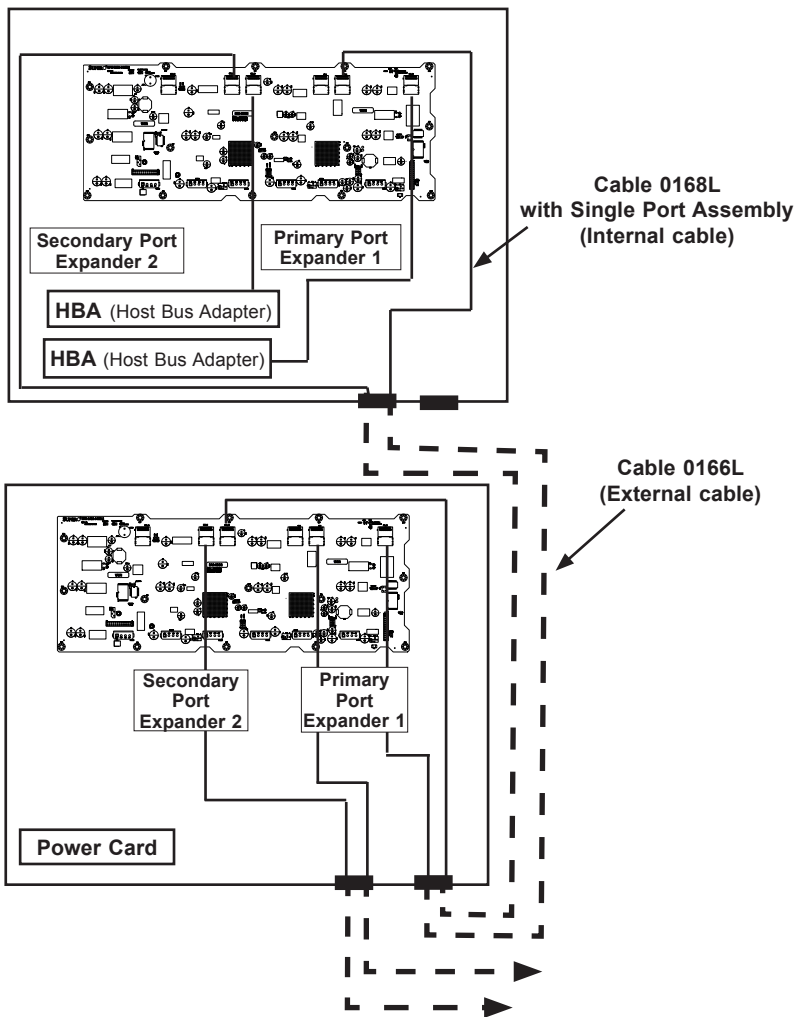 Cable 0168L
with Single Port Assembly
(Internal cable)
Secondary Port
Expander 2
Primary Port
Expander 1
HBA (Host Bus Adapter)
HBA (Host Bus Adapter)
Cable 0166L
(External cable)
Secondary
Port
Expander 2
Primary
Port
Expander 1
Power Card